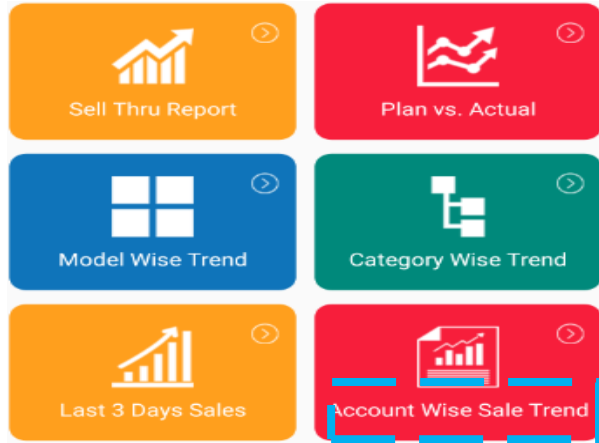 Sell Thru Report
Plan vs. Actual
Model Wise Trend
Category Wise Trend
Last 3 Days Sales
Account Wise Sale Trend